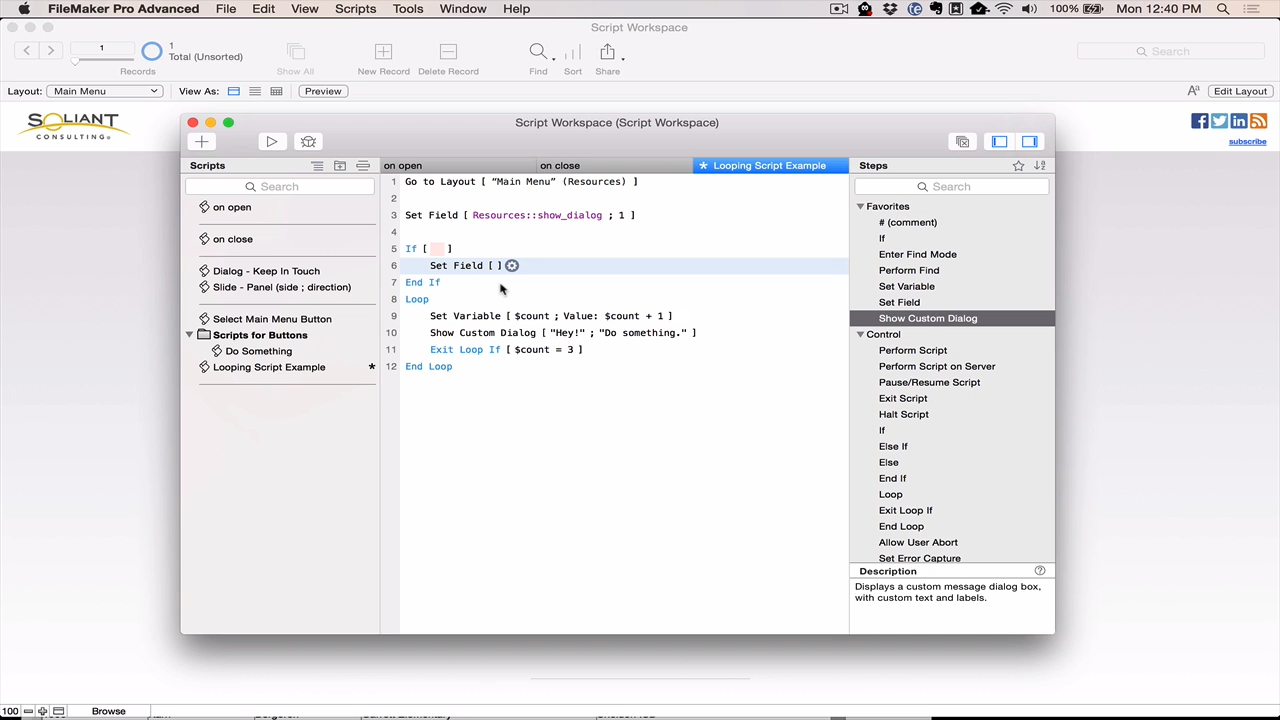 FileMaker Pro Advanced File Edit View Scripts Tools Window Help 100% Mon 12:40 PM
Script Workspace
1 1 Total (Unsorted) Search
Records Show All New Record Delete Record Find Sort Share
Layout: Main Menu View As: Preview Aª Edit Layout
SOLIANT
CONSULTING
subscribe
Script Workspace (Script Workspace)
Scripts
Search
on open
on close
Dialog - Keep In Touch
Slide - Panel (side ; direction)
Select Main Menu Button
Scripts for Buttons
Do Something
Looping Script Example *
on open on close * Looping Script Example
1 Go to Layout [ “Main Menu” (Resources) ]
2
3 Set Field [ Resources::show_dialog ; 1 ]
4
5 If [ ]
6 Set Field [ ]
7 End If
8 Loop
9 Set Variable [ $count ; Value: $count + 1 ]
10 Show Custom Dialog [ "Hey!" ; "Do something." ]
11 Exit Loop If [ $count = 3 ]
12 End Loop
Steps
Search
Favorites
# (comment)
If
Enter Find Mode
Perform Find
Set Variable
Set Field
Show Custom Dialog
Control
Perform Script
Perform Script on Server
Pause/Resume Script
Exit Script
Halt Script
If
Else If
Else
End If
Loop
Exit Loop If
End Loop
Allow User Abort
Set Error Capture
Description
Displays a custom message dialog box,
with custom text and labels.
100 Browse